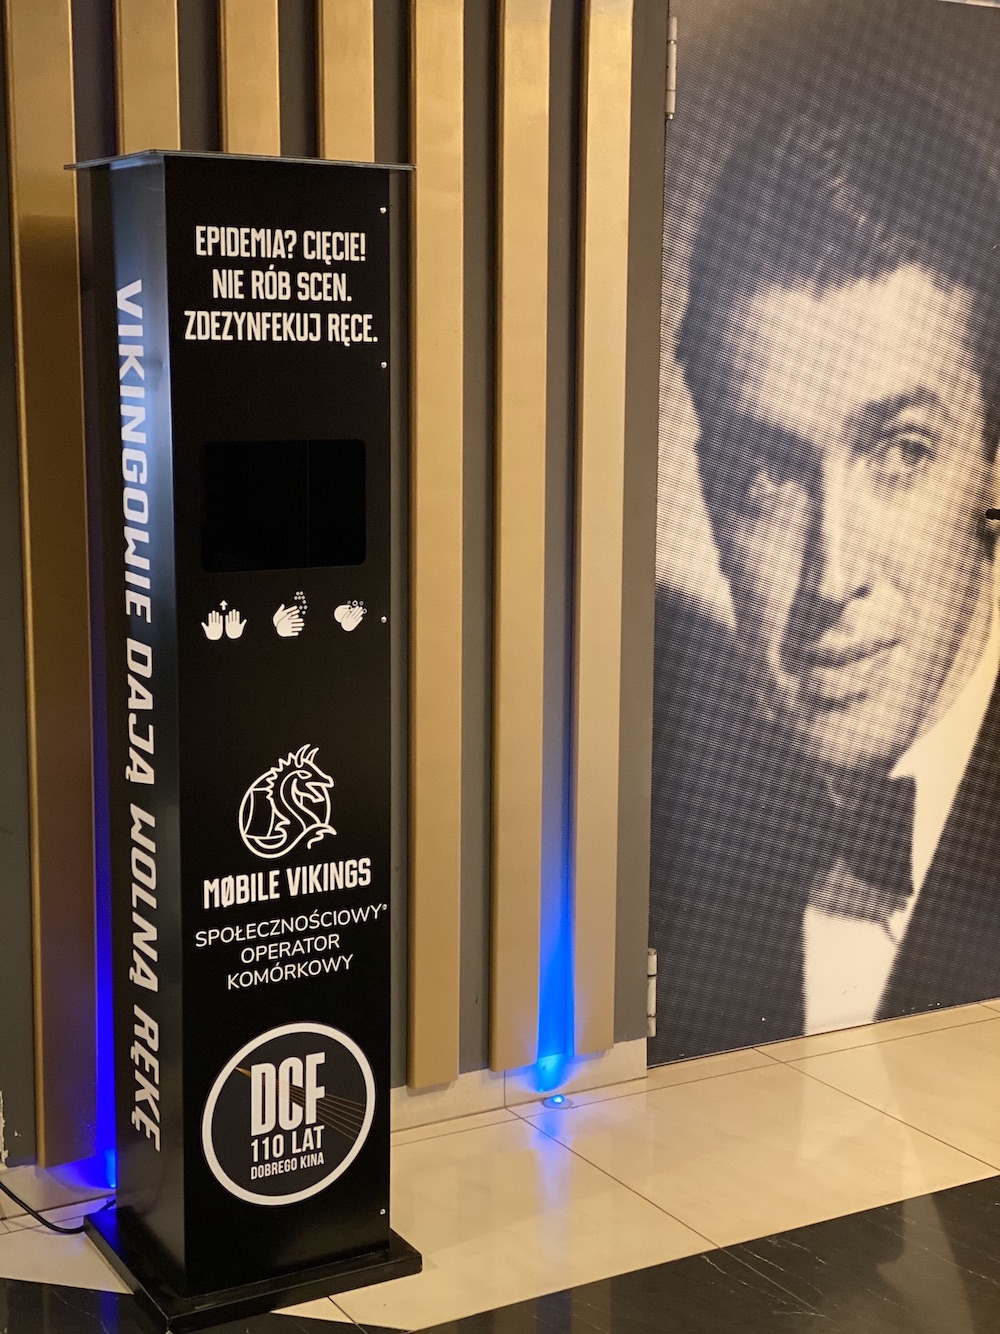 EPIDEMIA? CIĘCIE!
NIE RÓB SCEN.
ZDEZYNFEKUJ RĘCE.
VIKINGOWIE DAJĄ WOLNĄ RĘKĘ
MØBILE VIKINGS
SPOŁECZNOŚCIOWY
OPERATOR
KOMÓRKOWY
DCF
110 LAT
DOBREGO KINA